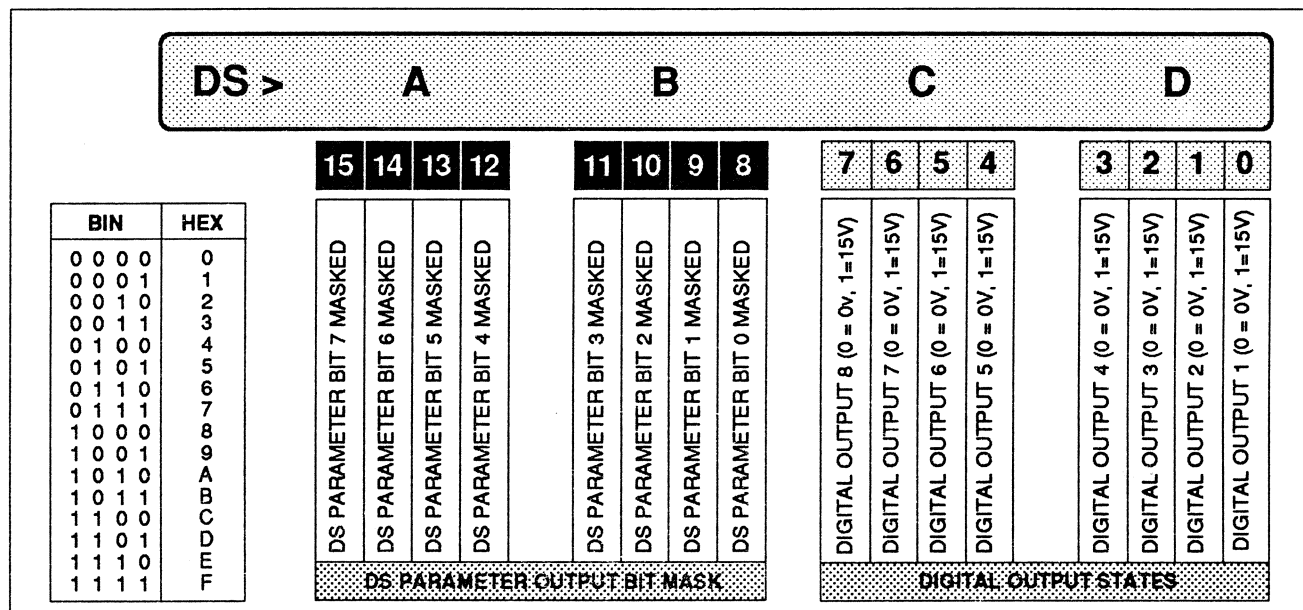 DS > A B C D
15 14 13 12 11 10 9 8 7 6 5 4 3 2 1 0
BIN HEX
0 0 0 0 0
0 0 0 1 1
0 0 1 0 2
0 0 1 1 3
0 1 0 0 4
0 1 0 1 5
0 1 1 0 6
0 1 1 1 7
1 0 0 0 8
1 0 0 1 9
1 0 1 0 A
1 0 1 1 B
1 1 0 0 C
1 1 0 1 D
1 1 1 0 E
1 1 1 1 F
DS PARAMETER BIT 7 MASKED
DS PARAMETER BIT 6 MASKED
DS PARAMETER BIT 5 MASKED
DS PARAMETER BIT 4 MASKED
DS PARAMETER BIT 3 MASKED
DS PARAMETER BIT 2 MASKED
DS PARAMETER BIT 1 MASKED
DS PARAMETER BIT 0 MASKED
DIGITAL OUTPUT 8 (0 = 0v, 1=15V)
DIGITAL OUTPUT 7 (0 = 0V, 1=15V)
DIGITAL OUTPUT 6 (0 = 0V, 1=15V)
DIGITAL OUTPUT 5 (0 = 0V, 1=15V)
DIGITAL OUTPUT 4 (0 = 0V, 1=15V)
DIGITAL OUTPUT 3 (0 = 0V, 1=15V)
DIGITAL OUTPUT 2 (0 = 0V, 1=15V)
DIGITAL OUTPUT 1 (0 = 0V, 1=15V)
DS PARAMETER OUTPUT BIT MASK
DIGITAL OUTPUT STATES